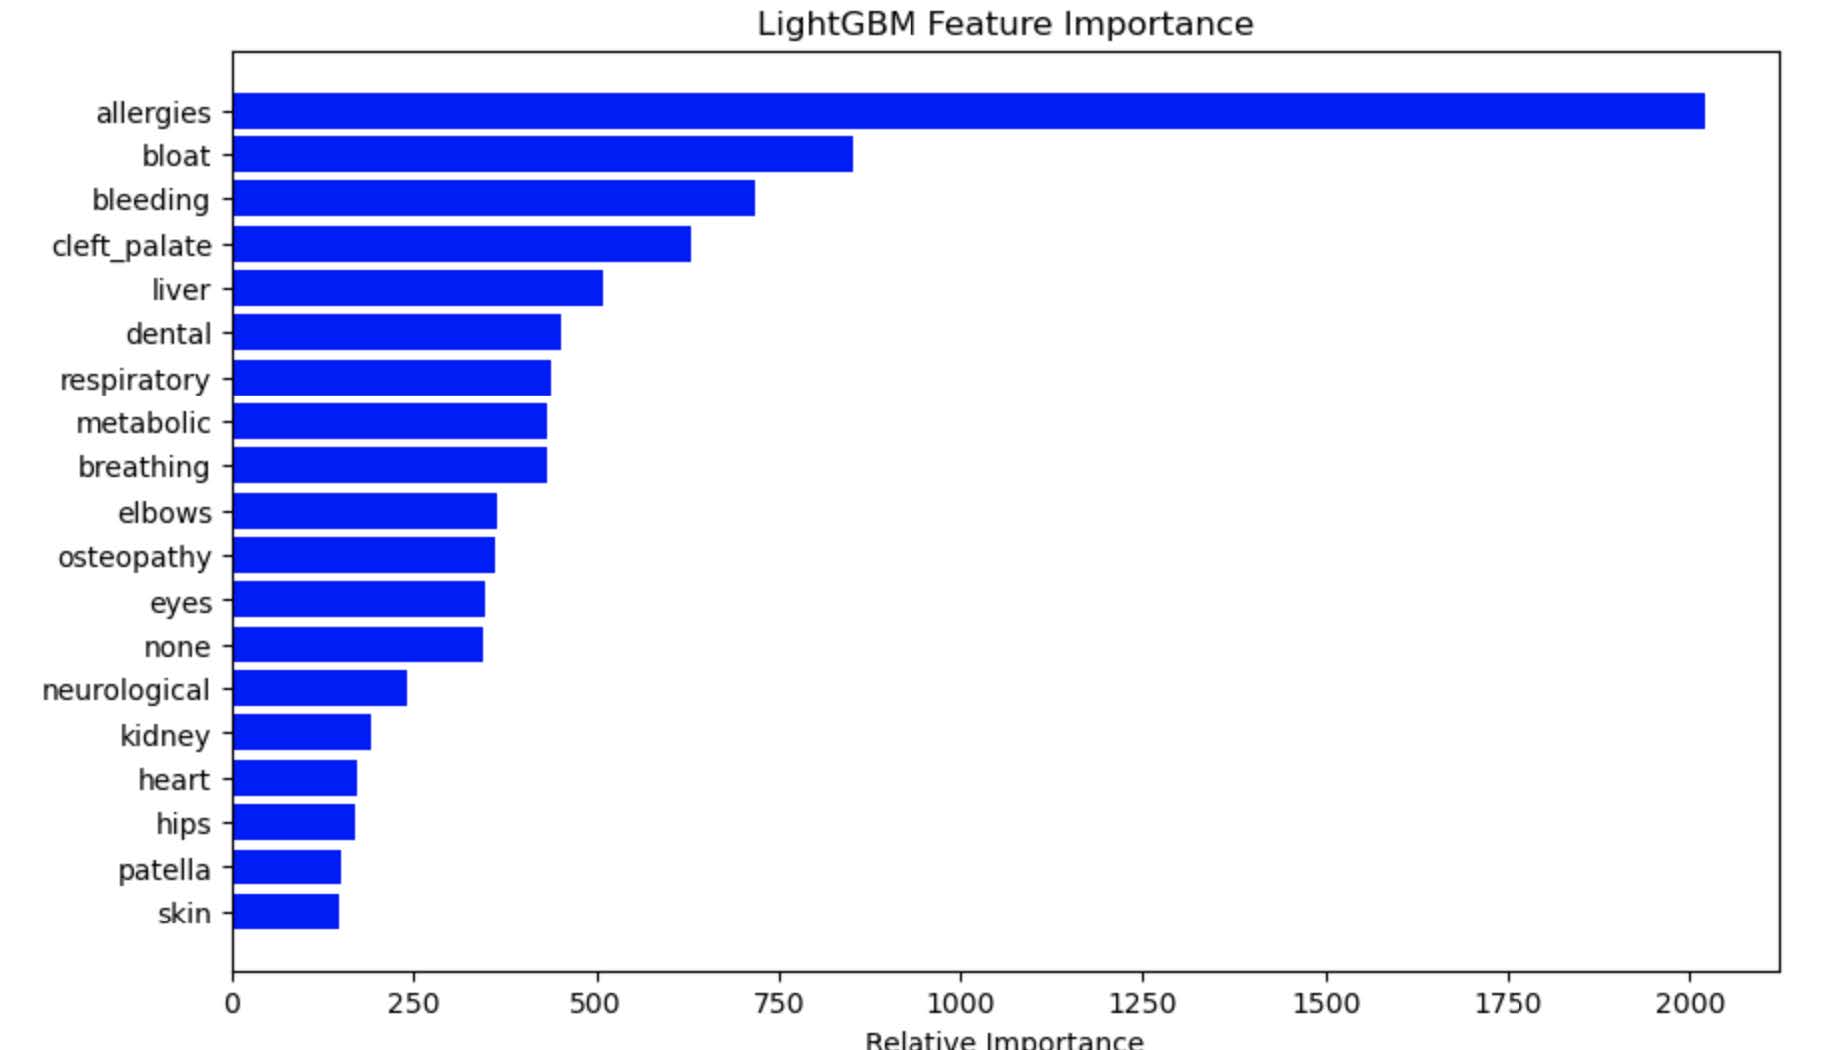 LightGBM Feature Importance
allergies
bloat
bleeding
cleft_palate
liver
dental
respiratory
metabolic
breathing
elbows
osteopathy
eyes
none
neurological
kidney
heart
hips
patella
skin
0 250 500 750 1000 1250 1500 1750 2000
Relative Importance